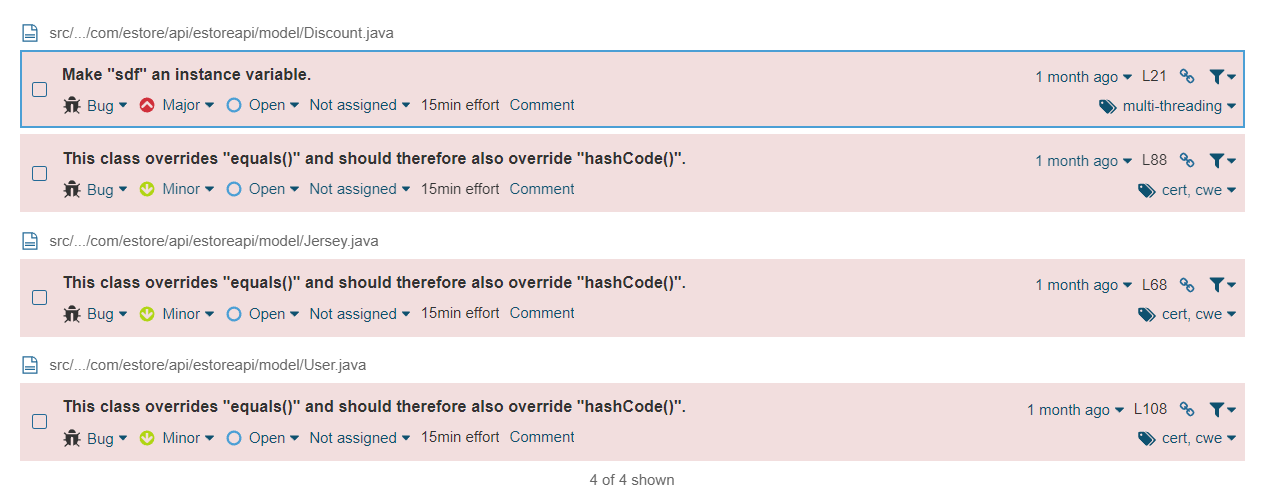 src/.../com/estore/api/estoreapi/model/Discount.java
Make "sdf" an instance variable.
1 month ago L21
Bug Major Open Not assigned 15min effort Comment
multi-threading
This class overrides "equals()" and should therefore also override "hashCode()".
1 month ago L88
Bug Minor Open Not assigned 15min effort Comment
cert, cwe
src/.../com/estore/api/estoreapi/model/Jersey.java
This class overrides "equals()" and should therefore also override "hashCode()".
1 month ago L68
Bug Minor Open Not assigned 15min effort Comment
cert, cwe
src/.../com/estore/api/estoreapi/model/User.java
This class overrides "equals()" and should therefore also override "hashCode()".
1 month ago L108
Bug Minor Open Not assigned 15min effort Comment
cert, cwe
4 of 4 shown